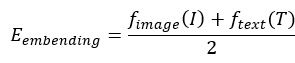 E_embending = (f_image(I) + f_text(T)) / 2